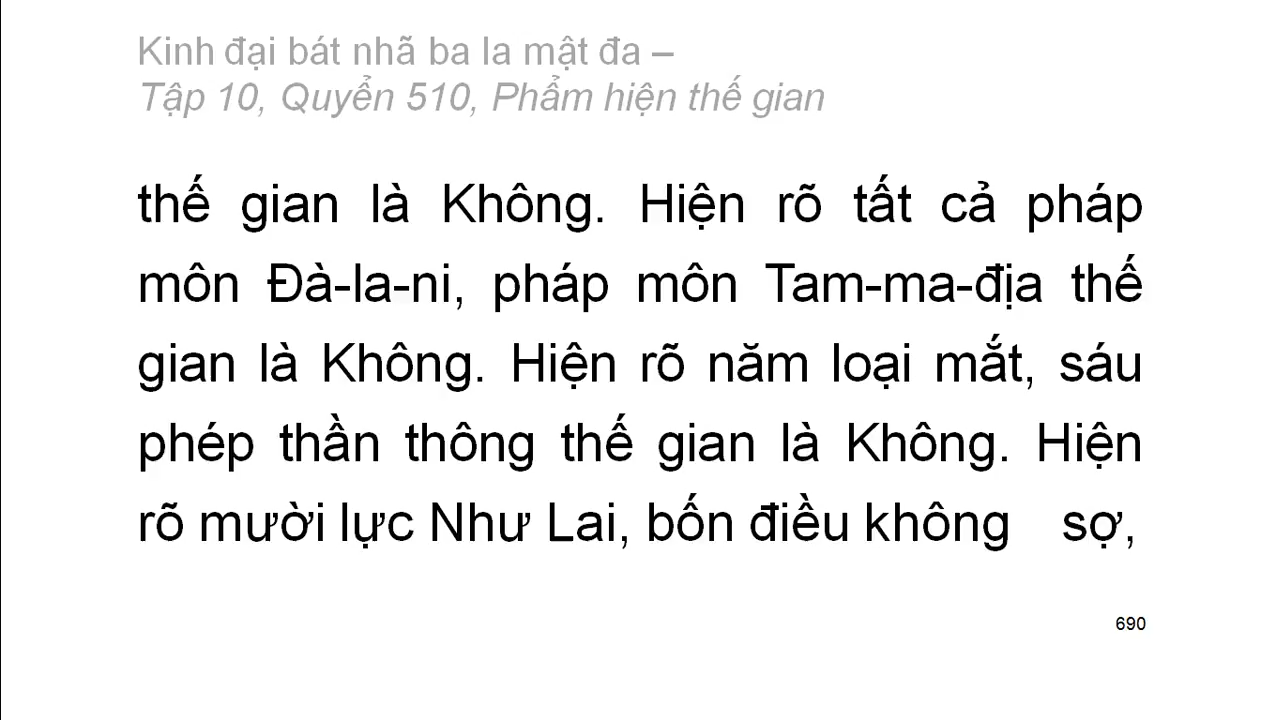 Kinh đại bát nhã ba la mật đa –
Tập 10, Quyển 510, Phẩm hiện thế gian
thế gian là Không. Hiện rõ tất cả pháp
môn Đà-la-ni, pháp môn Tam-ma-địa thế
gian là Không. Hiện rõ năm loại mắt, sáu
phép thần thông thế gian là Không. Hiện
rõ mười lực Như Lai, bốn điều không sợ,
690